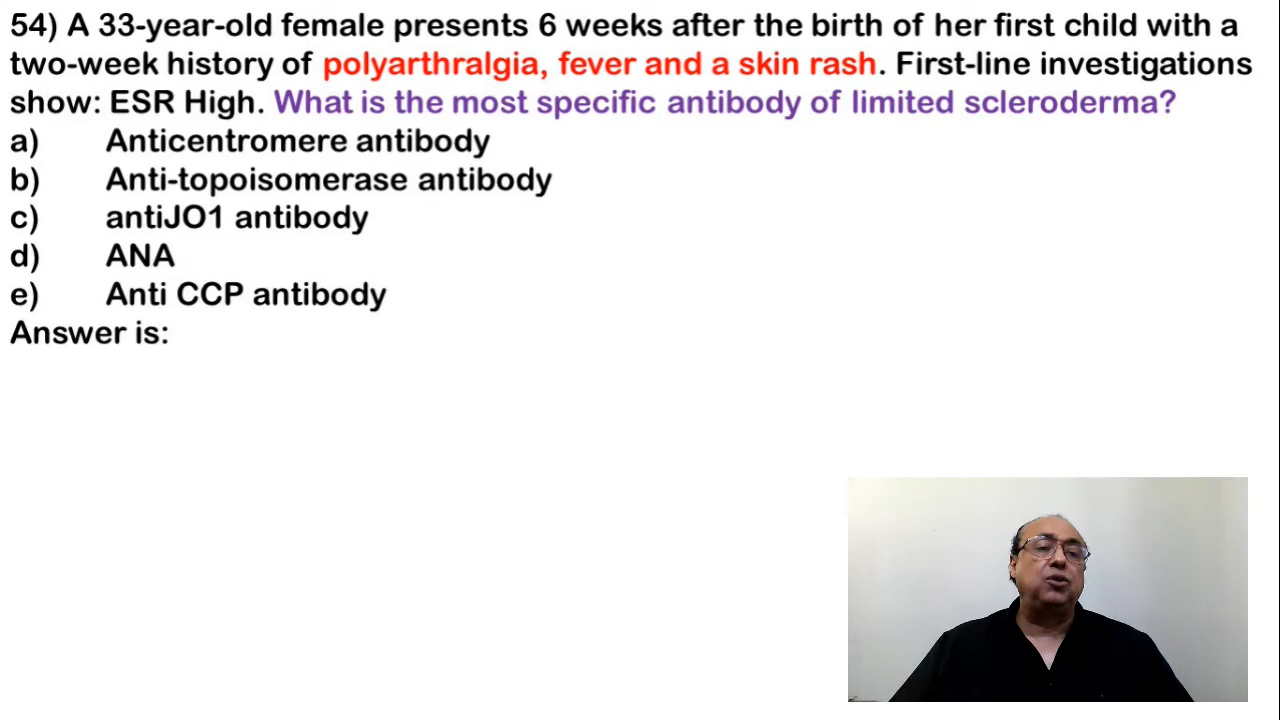 54) A 33-year-old female presents 6 weeks after the birth of her first child with a
two-week history of polyarthralgia, fever and a skin rash. First-line investigations
show: ESR High. What is the most specific antibody of limited scleroderma?
a) Anticentromere antibody
b) Anti-topoisomerase antibody
c) antiJO1 antibody
d) ANA
e) Anti CCP antibody
Answer is: